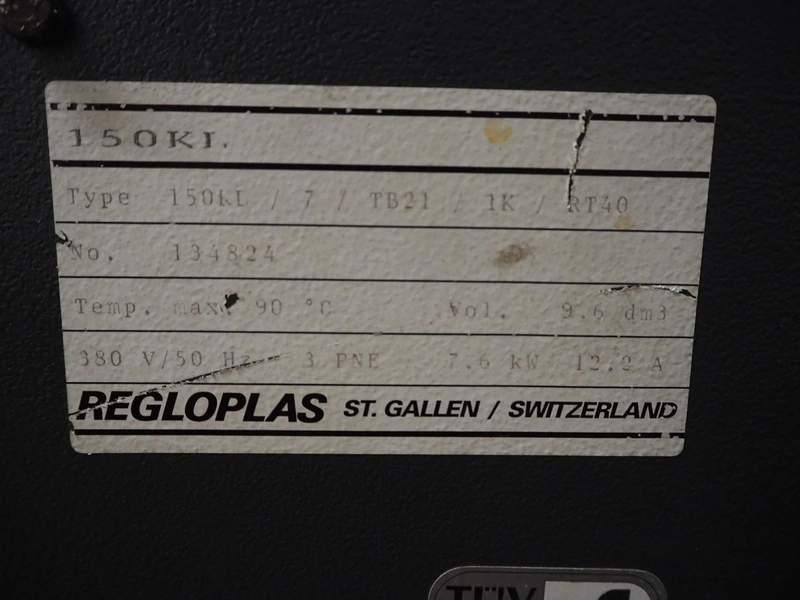 150KL
Type 150KL / 7 / TB21 / 1K / RT40
No. 134824
Temp. max. 90 °C Vol. 9.6 dm3
380 V/50 Hz 3 PNE 7.6 kW 12.2 A
REGLOPLAS ST. GALLEN / SWITZERLAND
TÜV